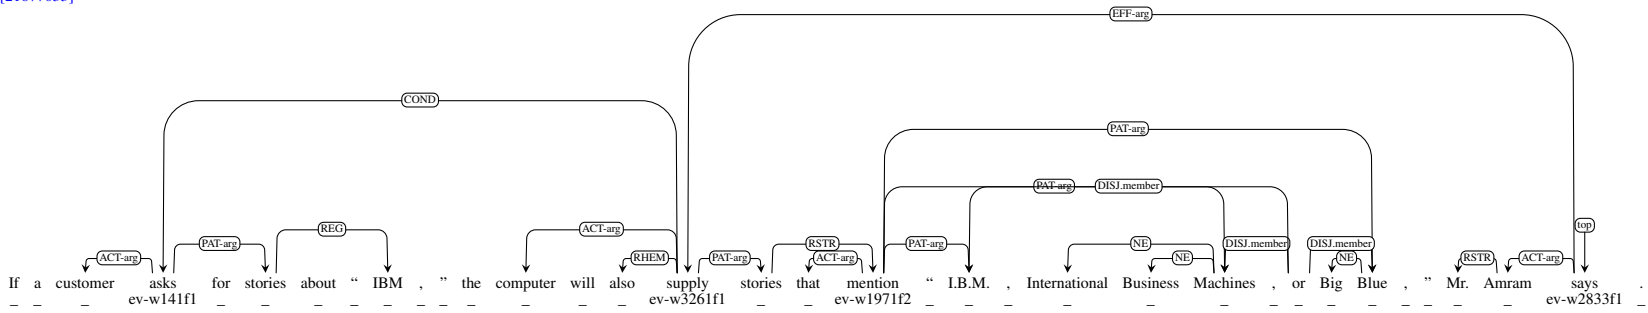 EFF-arg
COND
PAT-arg
PAT-arg DISJ.member
top
REG ACT-arg
PAT-arg RSTR PAT-arg NE DISJ.member DISJ.member
ACT-arg RHEM PAT-arg ACT-arg NE NE RSTR ACT-arg
If a customer asks for stories about “ IBM , ” the computer will also supply stories that mention “ I.B.M. , International Business Machines , or Big Blue , ” Mr. Amram says .
_ _ _ ev-w141f1 _ _ _ _ _ _ _ _ _ _ _ ev-w3261f1 _ _ ev-w1971f2 _ _ _ _ _ _ _ _ _ _ _ _ _ _ ev-w2833f1 _